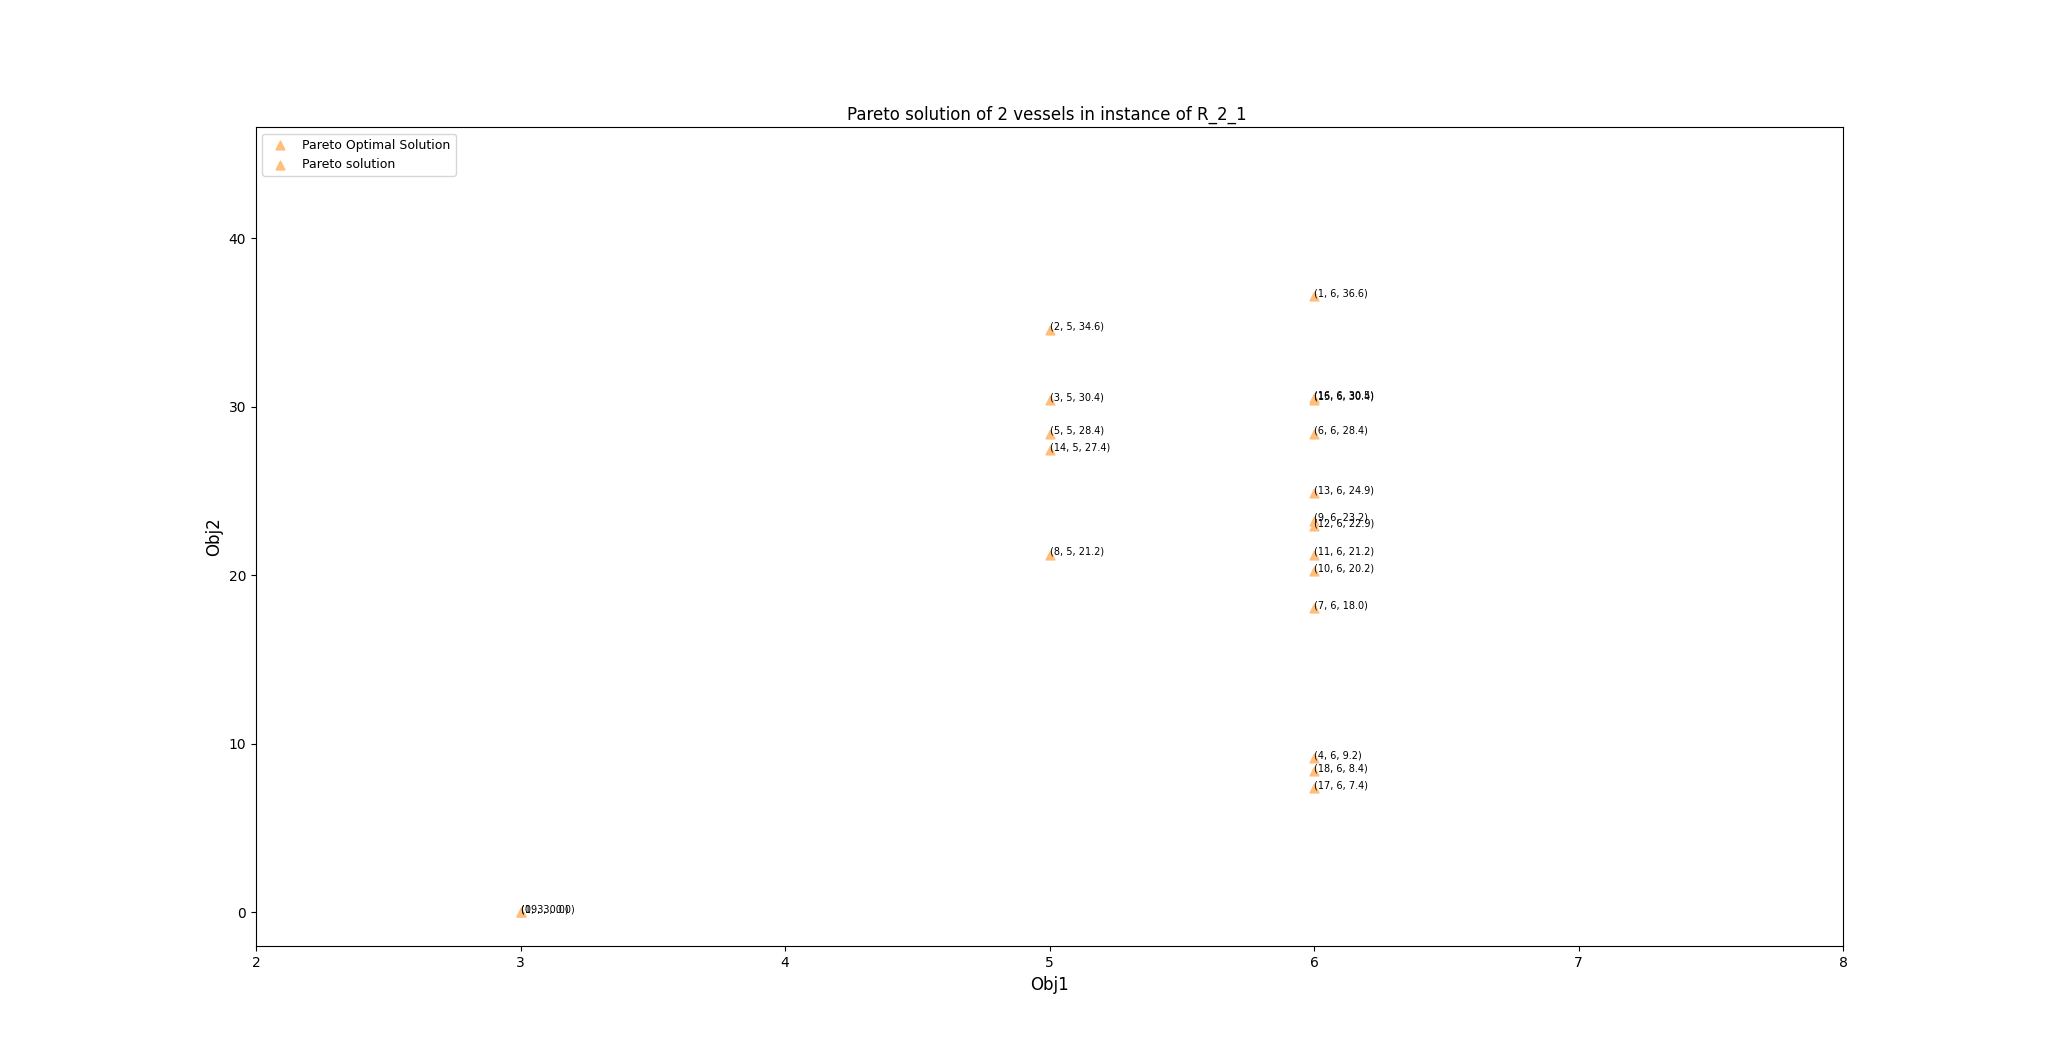 Pareto solution of 2 vessels in instance of R_2_1
Pareto Optimal Solution
Pareto solution
40
30
20
10
0
Obj2
(1, 6, 36.6)
(2, 5, 34.6)
(3, 5, 30.4)
(5, 5, 28.4)
(6, 6, 28.4)
(14, 5, 27.4)
(13, 6, 24.9)
(9, 6, 23.2)
(12, 6, 22.9)
(8, 5, 21.2)
(11, 6, 21.2)
(10, 6, 20.2)
(7, 6, 18.0)
(4, 6, 9.2)
(18, 6, 8.4)
(17, 6, 7.4)
2 3 4 5 6 7 8
Obj1